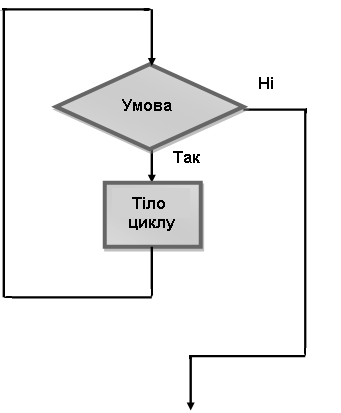 Умова
Ні
Так
Тіло
циклу